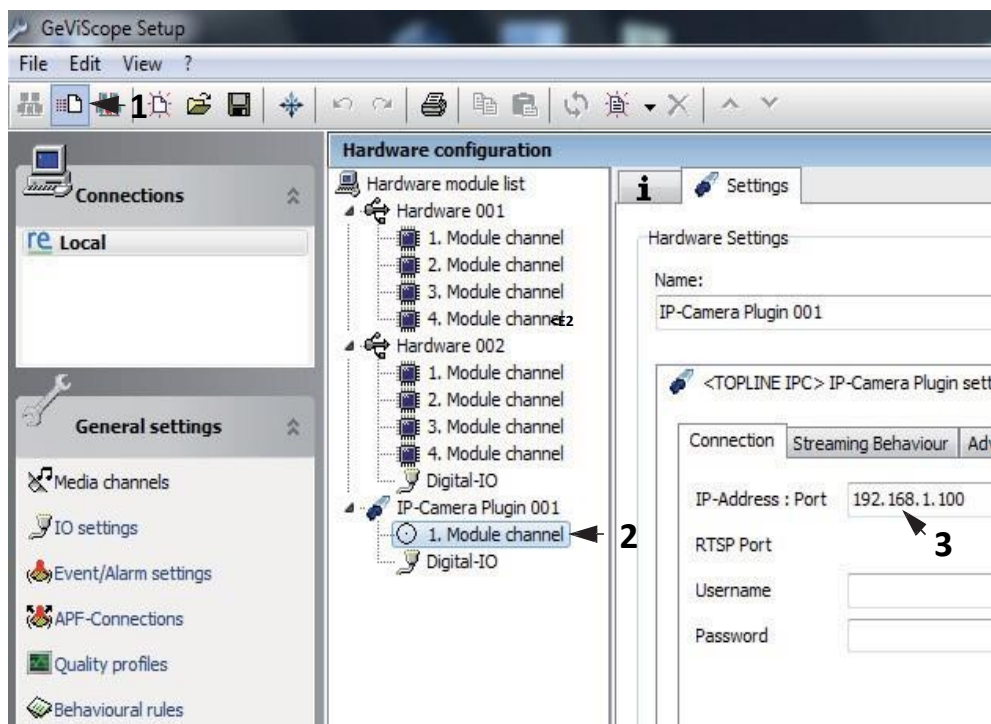 GeViScope Setup
File Edit View ?
1
Hardware configuration
Connections
re Local
General settings
Media channels
IO settings
Event/Alarm settings
APF-Connections
Quality profiles
Behavioural rules
Hardware module list
Hardware 001
1. Module channel
2. Module channel
3. Module channel
4. Module channel
Hardware 002
1. Module channel
2. Module channel
3. Module channel
4. Module channel
Digital-IO
IP-Camera Plugin 001
1. Module channel 2
Digital-IO
i Settings
Hardware Settings
Name:
IP-Camera Plugin 001
<TOPLINE IPC> IP-Camera Plugin sett
Connection Streaming Behaviour Adv
IP-Address : Port 192.168.1.100
3
RTSP Port
Username
Password